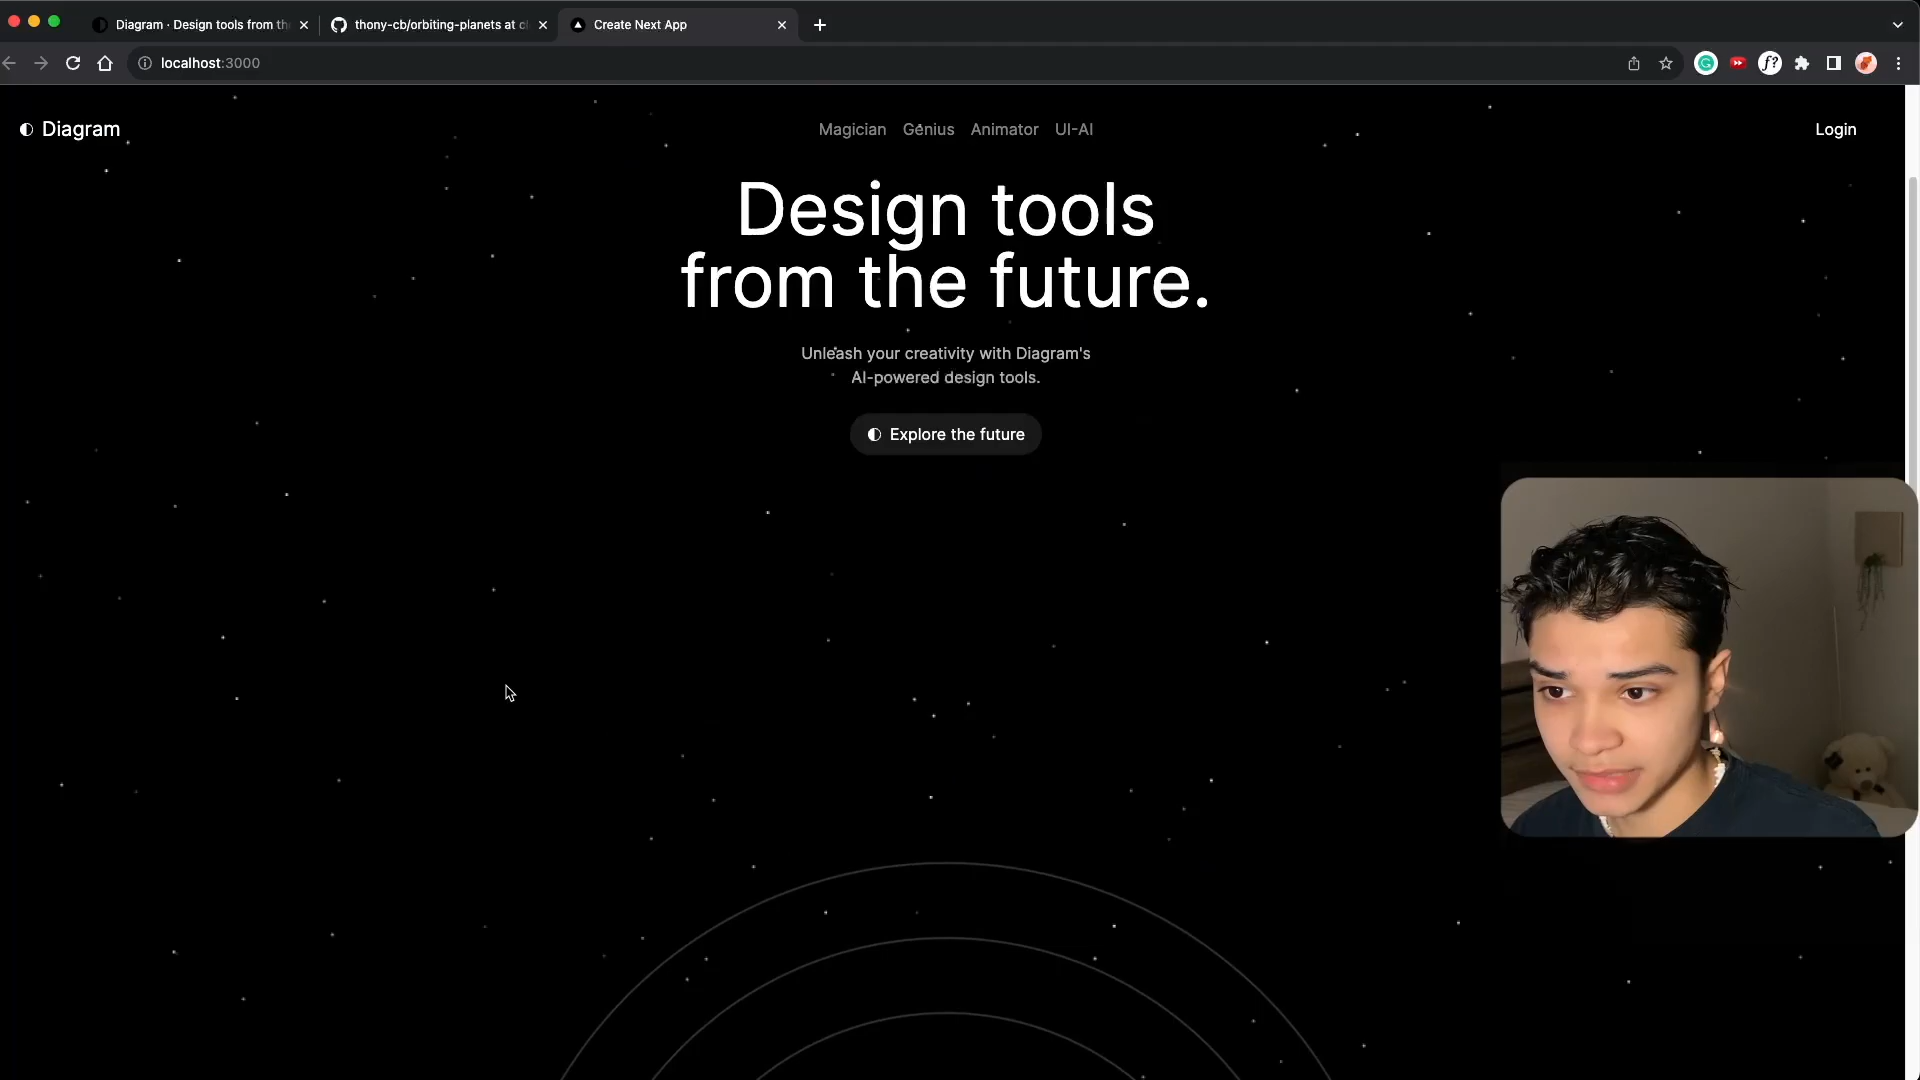 Diagram · Design tools from th
thony-cb/orbiting-planets at cl
Create Next App
localhost:3000
Diagram
Magician
Genius
Animator
UI-AI
Login
Design tools
from the future.
Unleash your creativity with Diagram's
AI-powered design tools.
Explore the future